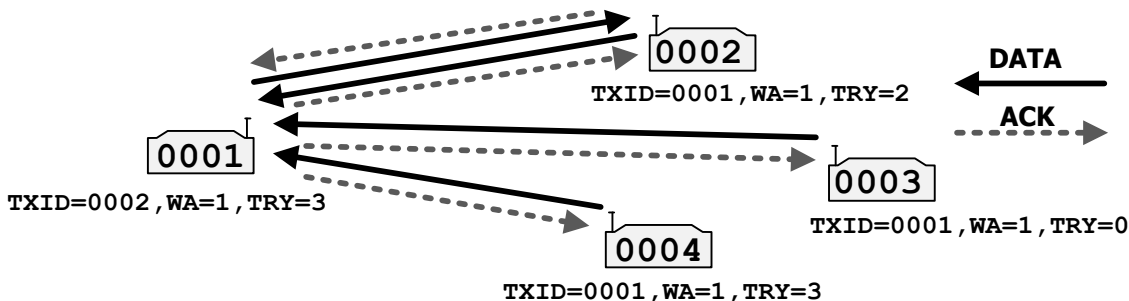 0002
TXID=0001,WA=1,TRY=2
DATA
ACK
0001
TXID=0002,WA=1,TRY=3
0003
TXID=0001,WA=1,TRY=0
0004
TXID=0001,WA=1,TRY=3